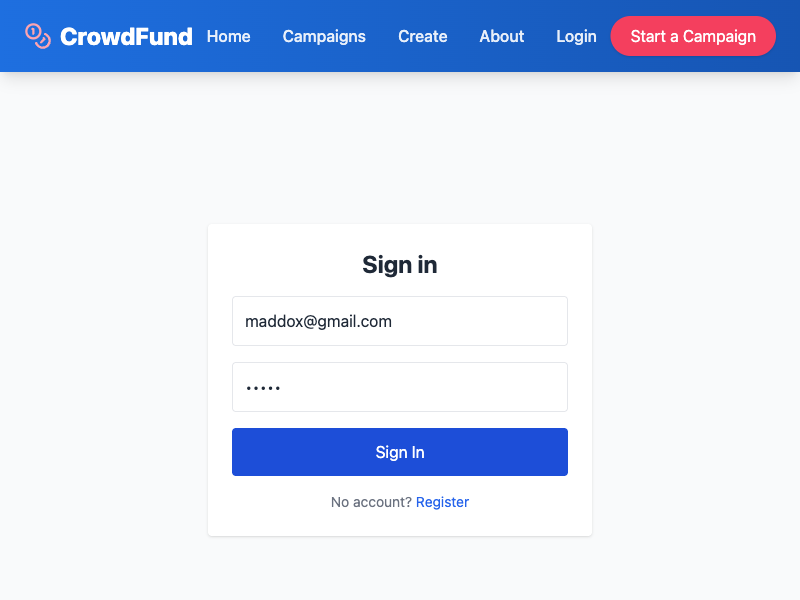 CrowdFund Home Campaigns Create About Login Start a Campaign
Sign in
maddox@gmail.com
•••••
Sign In
No account? Register